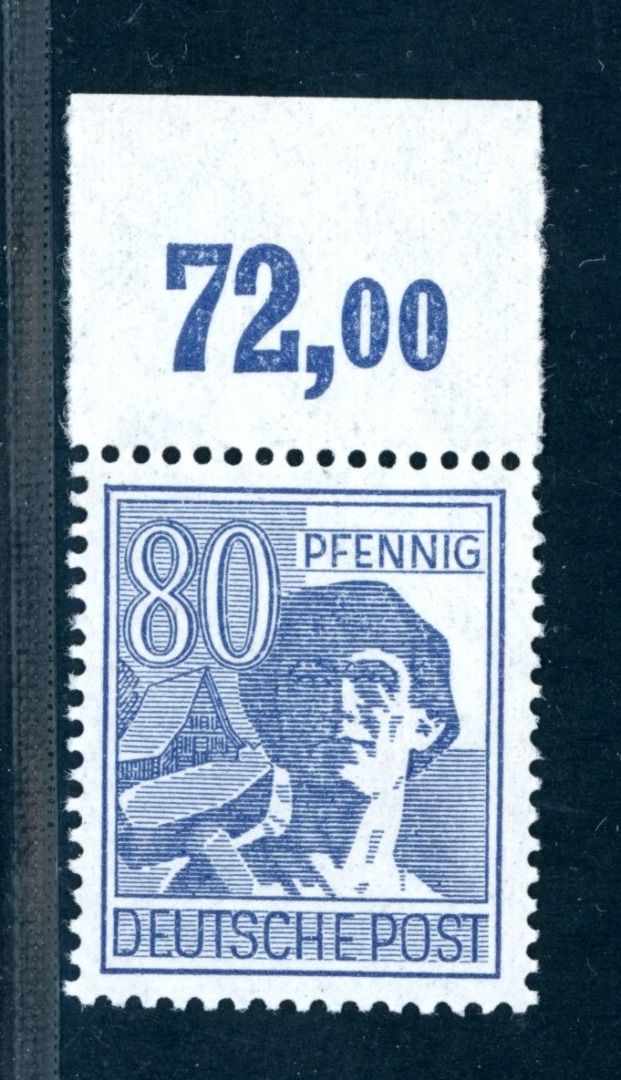 72,00
80 PFENNIG
DEUTSCHE POST